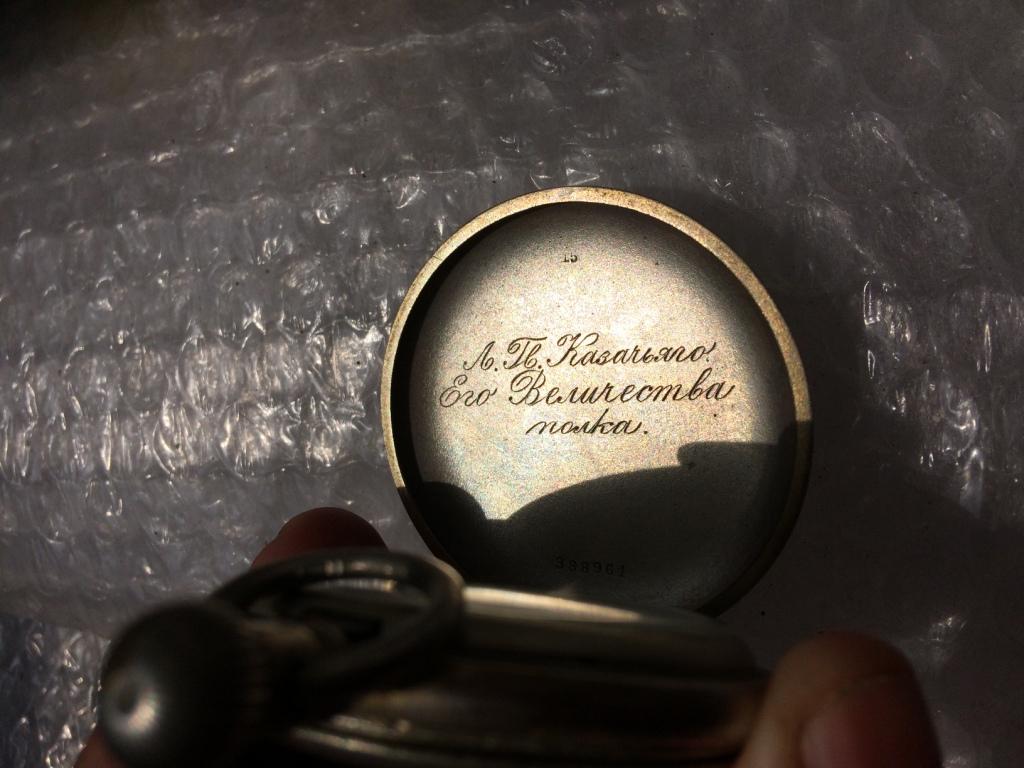 15
Л. П. Казачьяго
Его Величества
полка.
388961